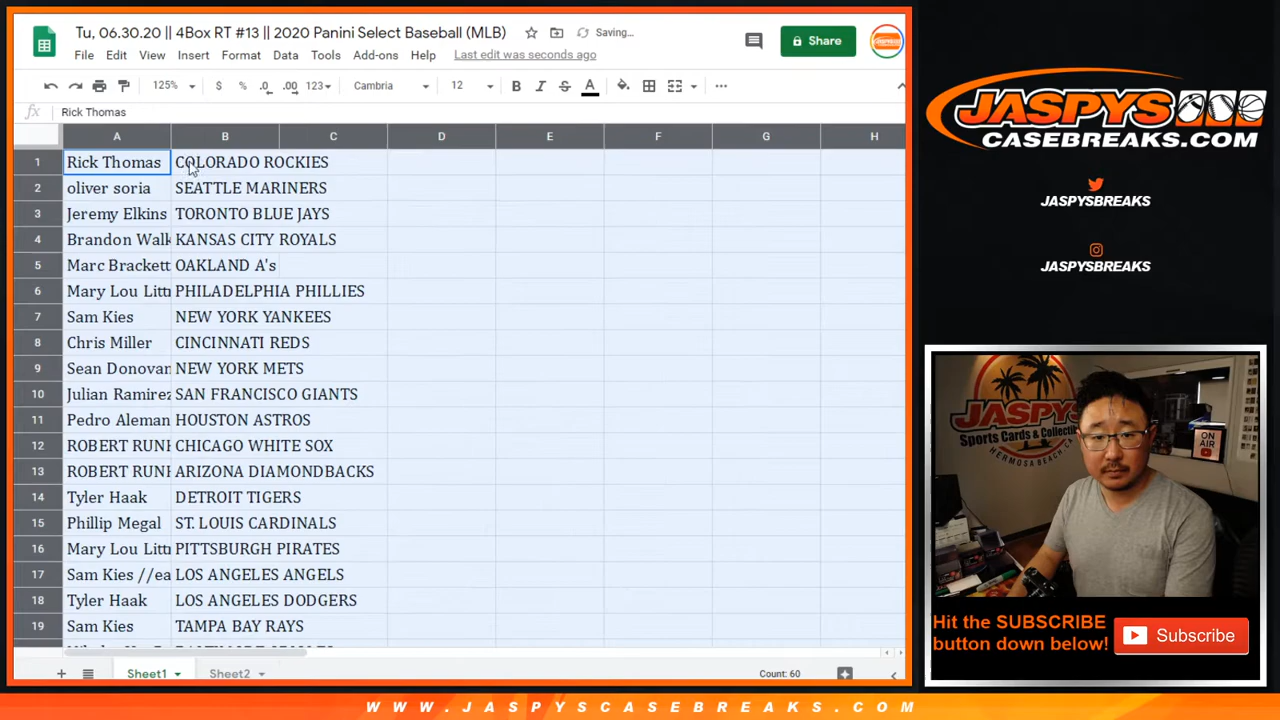 Tu, 06.30.20 || 4Box RT #13 || 2020 Panini Select Baseball (MLB)
Saving...
Share
File Edit View Insert Format Data Tools Add-ons Help Last edit was seconds ago
125% $ % .0 .00 123 Cambria 12 B I S A
fx Rick Thomas
A B C D E F G H
1 Rick Thomas COLORADO ROCKIES
2 oliver soria SEATTLE MARINERS
3 Jeremy Elkins TORONTO BLUE JAYS
4 Brandon Walk KANSAS CITY ROYALS
5 Marc Brackett OAKLAND A's
6 Mary Lou Litt PHILADELPHIA PHILLIES
7 Sam Kies NEW YORK YANKEES
8 Chris Miller CINCINNATI REDS
9 Sean Donovan NEW YORK METS
10 Julian Ramirez SAN FRANCISCO GIANTS
11 Pedro Aleman HOUSTON ASTROS
12 ROBERT RUN CHICAGO WHITE SOX
13 ROBERT RUN ARIZONA DIAMONDBACKS
14 Tyler Haak DETROIT TIGERS
15 Phillip Megal ST. LOUIS CARDINALS
16 Mary Lou Litt PITTSBURGH PIRATES
17 Sam Kies //ea LOS ANGELES ANGELS
18 Tyler Haak LOS ANGELES DODGERS
19 Sam Kies TAMPA BAY RAYS
Sheet1 Sheet2 Count: 60
JASPYS
CASEBREAKS.COM
JASPYSBREAKS
JASPYSBREAKS
JASPYS
Sports Cards & Collectib
HERMOSA BEACH, CA
ON
AIR
Hit the SUBSCRIBE
button down below!
Subscribe
WWW.JASPYSCASEBREAKS.COM